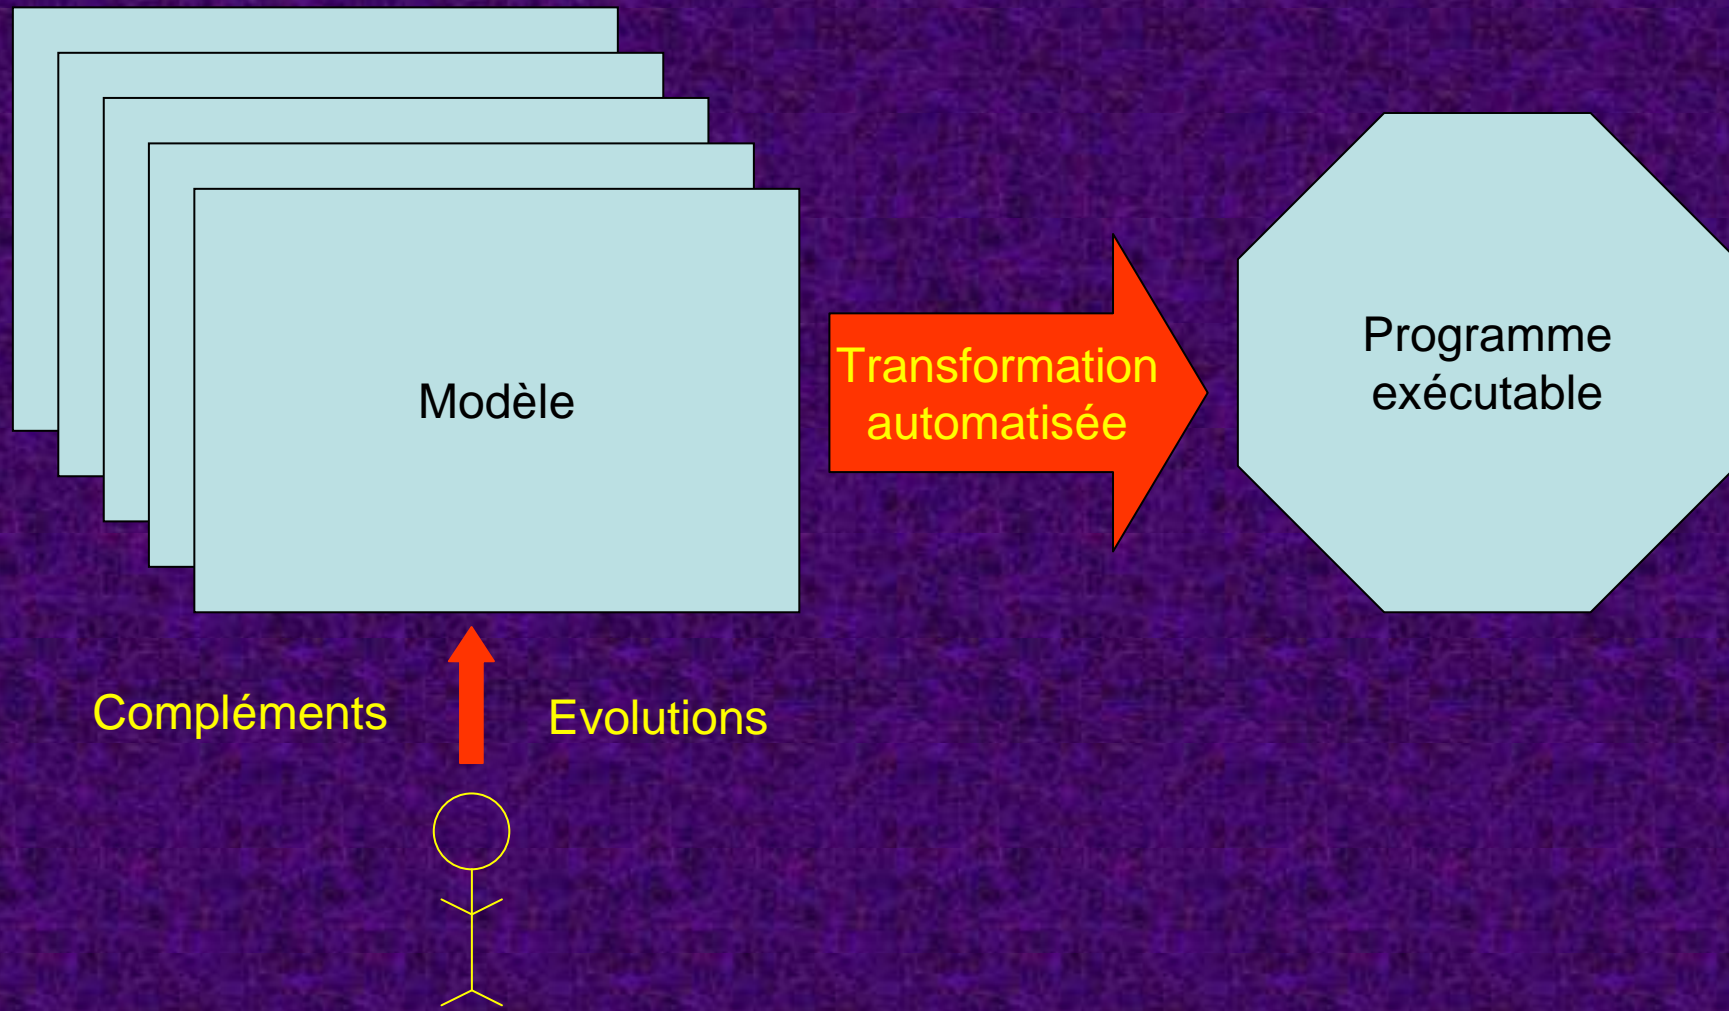 Modèle
Transformation
automatisée
Programme
exécutable
Compléments
Evolutions